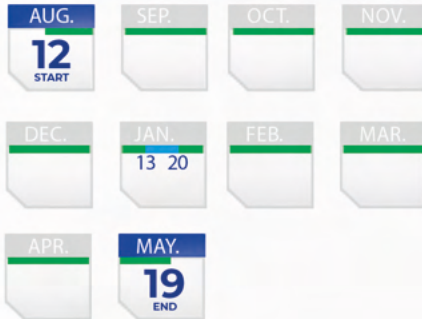 AUG. SEP. OCT. NOV.
12
START
DEC. JAN. FEB. MAR.
13 20
APR. MAY.
19
END